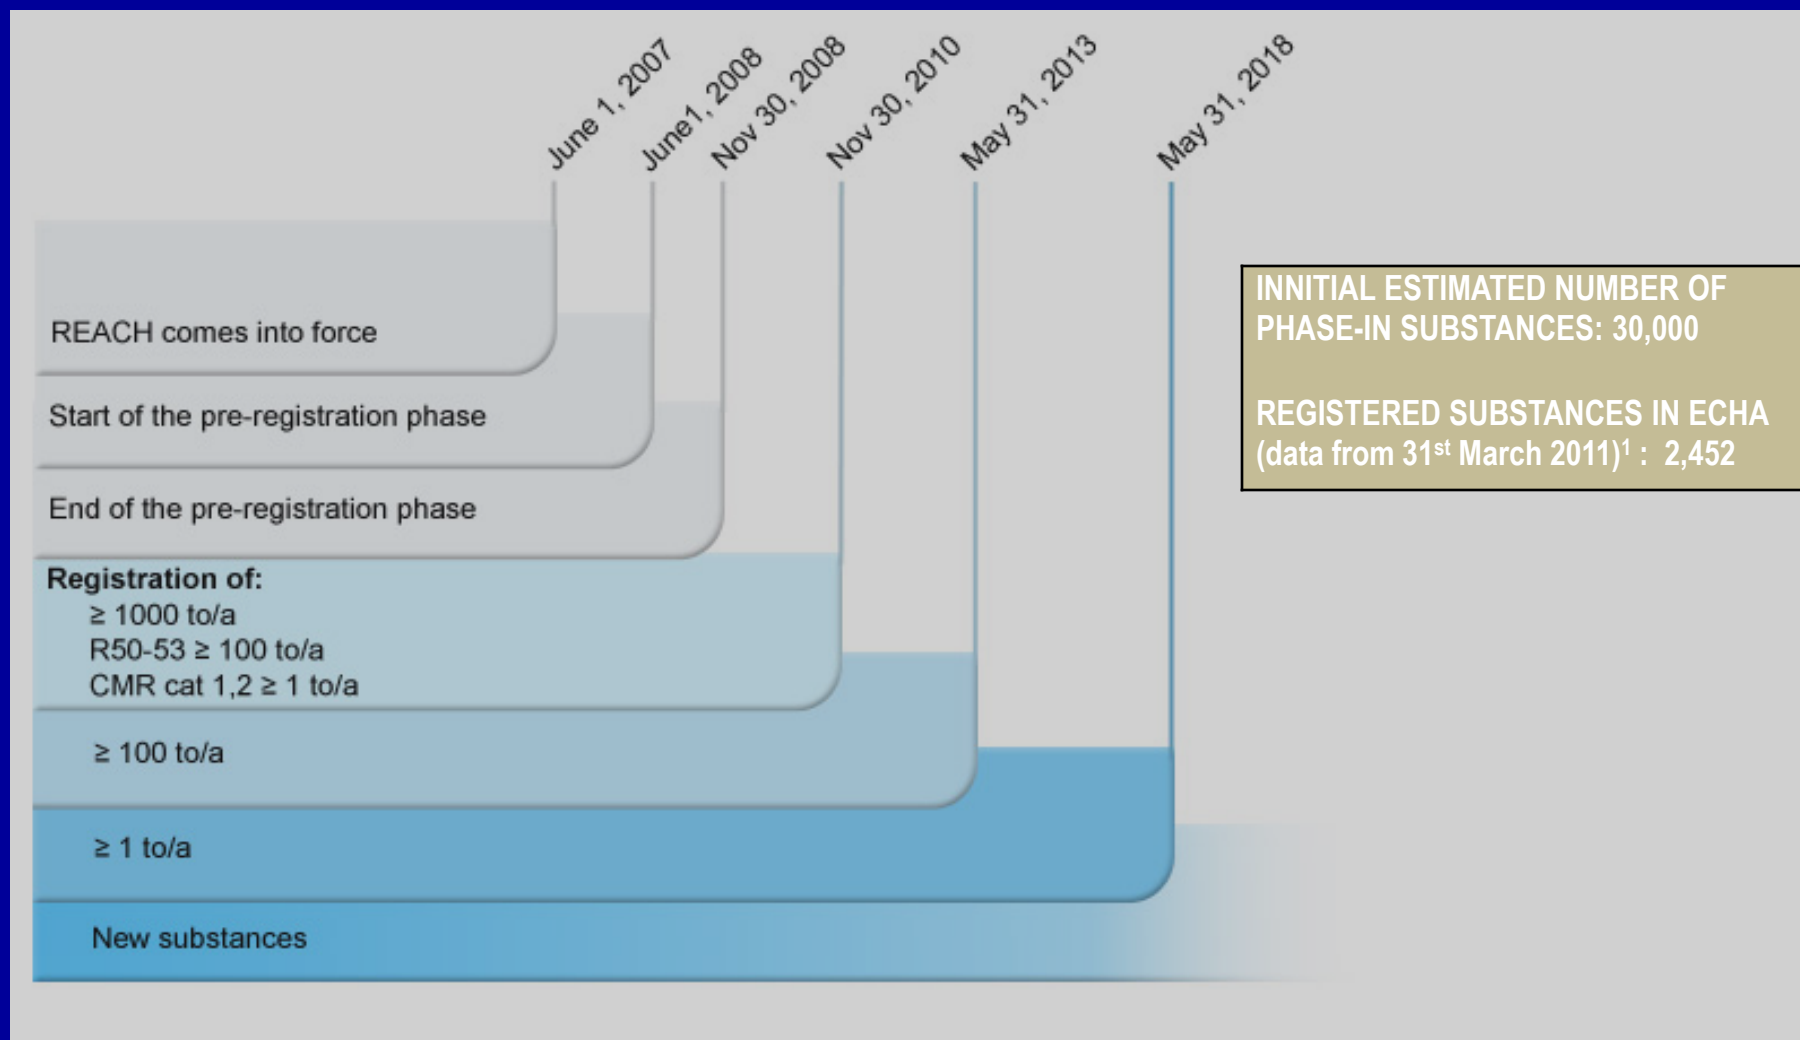 June 1, 2007
June1, 2008
Nov 30, 2008
Nov 30, 2010
May 31, 2013
May 31, 2018
REACH comes into force
Start of the pre-registration phase
End of the pre-registration phase
Registration of:
≥ 1000 to/a
R50-53 ≥ 100 to/a
CMR cat 1,2 ≥ 1 to/a
≥ 100 to/a
≥ 1 to/a
New substances
INNITIAL ESTIMATED NUMBER OF
PHASE-IN SUBSTANCES: 30,000
REGISTERED SUBSTANCES IN ECHA
(data from 31st March 2011)1 : 2,452